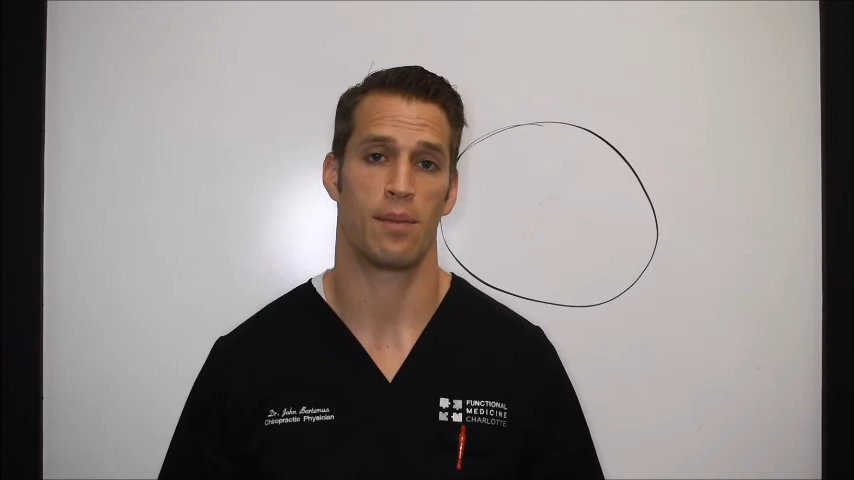 Dr. John Bartemus
Chiropractic Physician
FUNCTIONAL
MEDICINE
CHARLOTTE